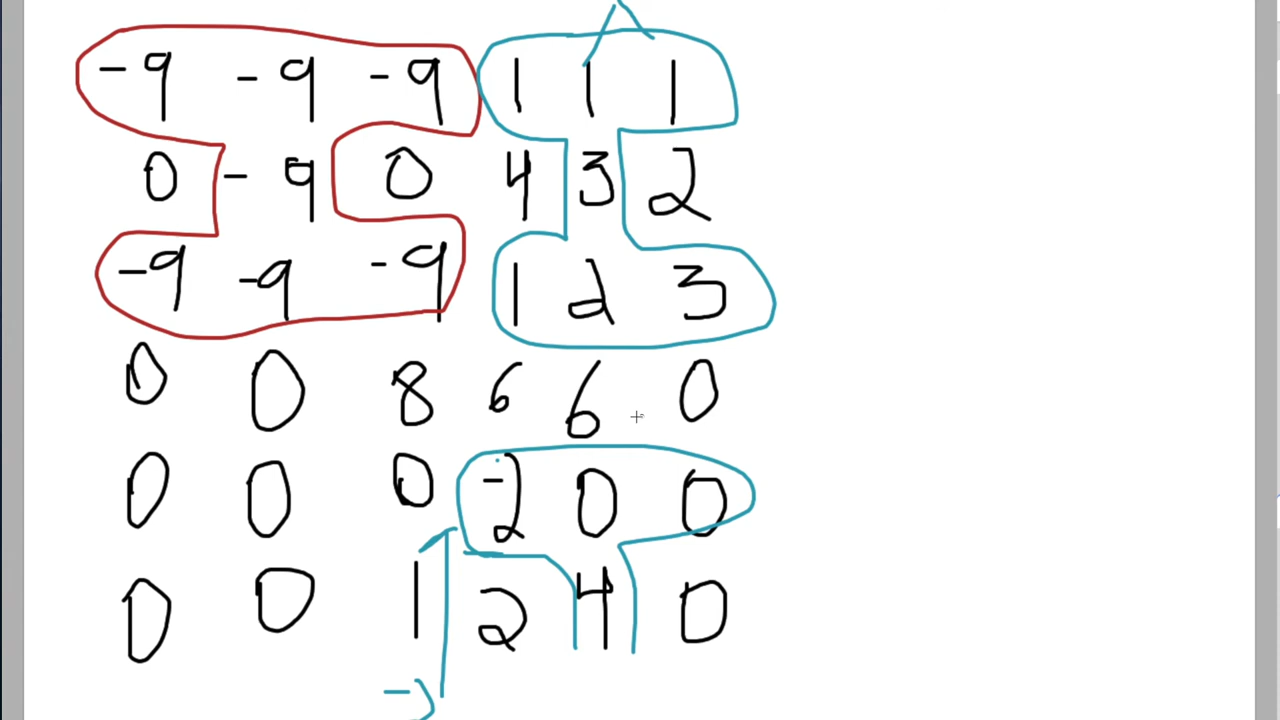 -9 -9 -9 1 1 1
0 -9 0 4 3 2
-9 -9 -9 1 2 3
0 0 8 6 6 0
0 0 0 -2 0 0
0 0 1 2 4 0